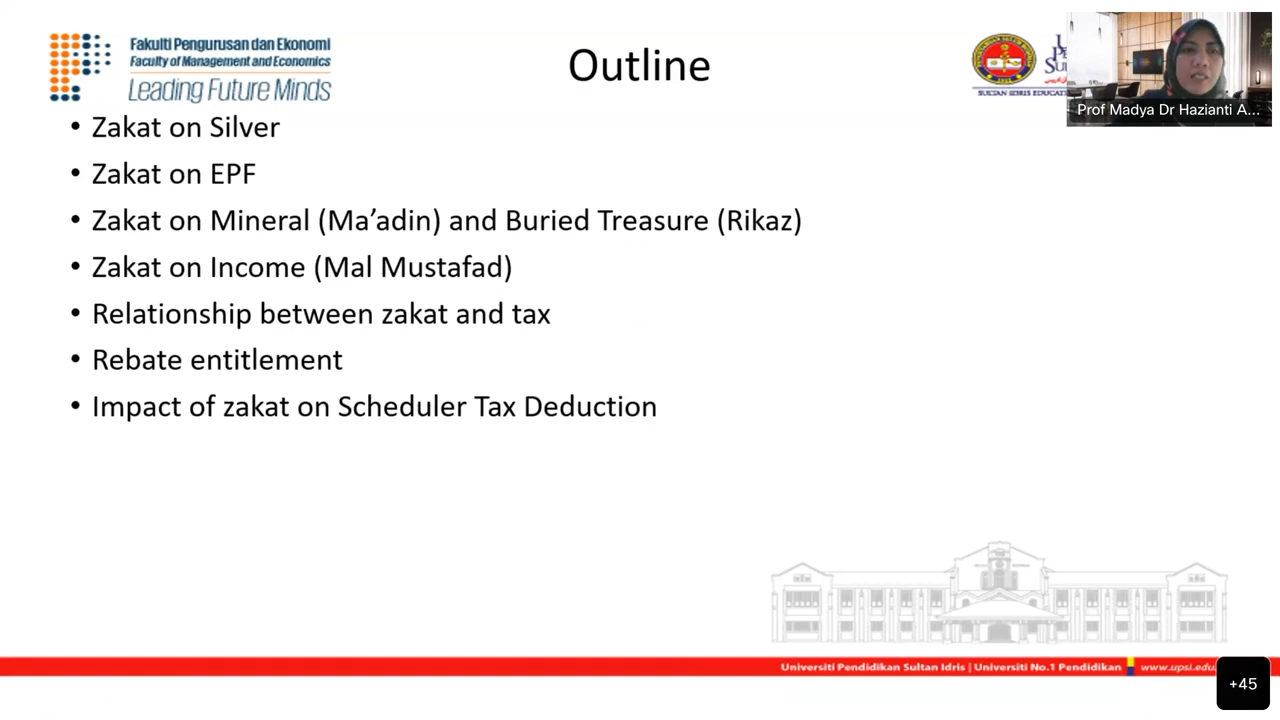 Fakulti Pengurusan dan Ekonomi
Faculty of Management and Economics
Leading Future Minds
Outline
SULTAN IDRIS
Prof Madya Dr Hazianti A...
• Zakat on Silver
• Zakat on EPF
• Zakat on Mineral (Ma’adin) and Buried Treasure (Rikaz)
• Zakat on Income (Mal Mustafad)
• Relationship between zakat and tax
• Rebate entitlement
• Impact of zakat on Scheduler Tax Deduction
Universiti Pendidikan Sultan Idris | Universiti No.1 Pendidikan
www.upsi.edu.
+45